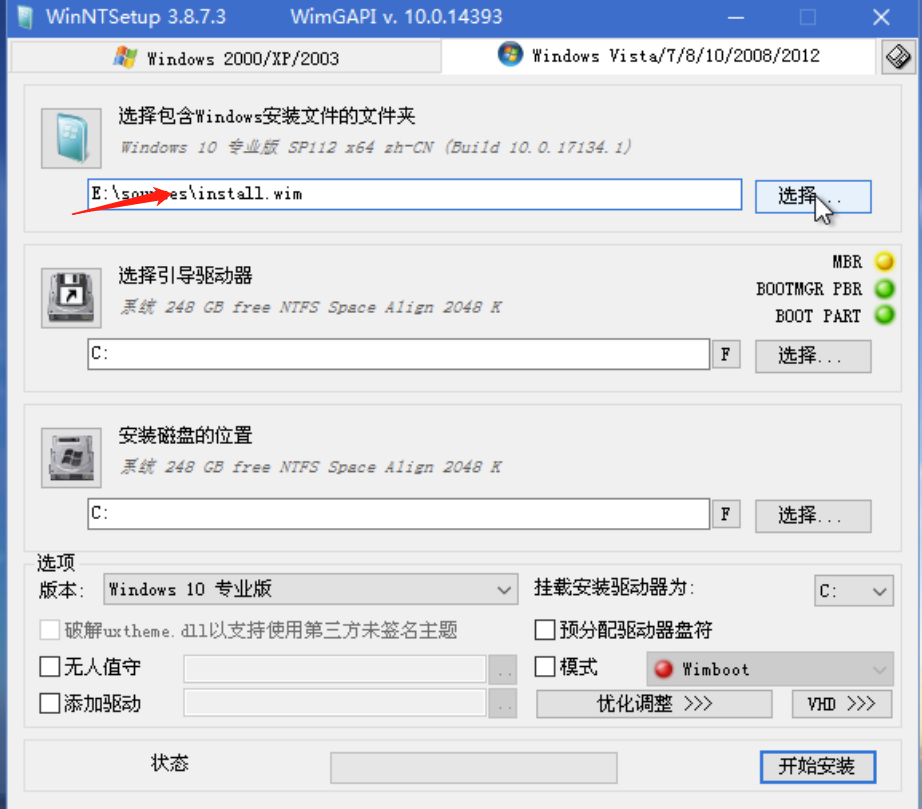 WinNTSetup 3.8.7.3 WimGAPI v. 10.0.14393
Windows 2000/XP/2003 Windows Vista/7/8/10/2008/2012
选择包含Windows安装文件的文件夹
Windows 10 专业版 SP112 x64 zh-CN (Build 10.0.17134.1)
E:\sources\install.wim 选择...
选择引导驱动器
系统 248 GB free NTFS Space Align 2048 K
MBR
BOOTMGR PBR
BOOT PART
C: F 选择...
安装磁盘的位置
系统 248 GB free NTFS Space Align 2048 K
C: F 选择...
选项
版本: Windows 10 专业版 挂载安装驱动器为: C:
破解uxtheme.dll以支持使用第三方未签名主题 预分配驱动器盘符
无人值守 .. 模式 Wimboot
添加驱动 .. 优化调整 >>> VHD >>>
状态 开始安装